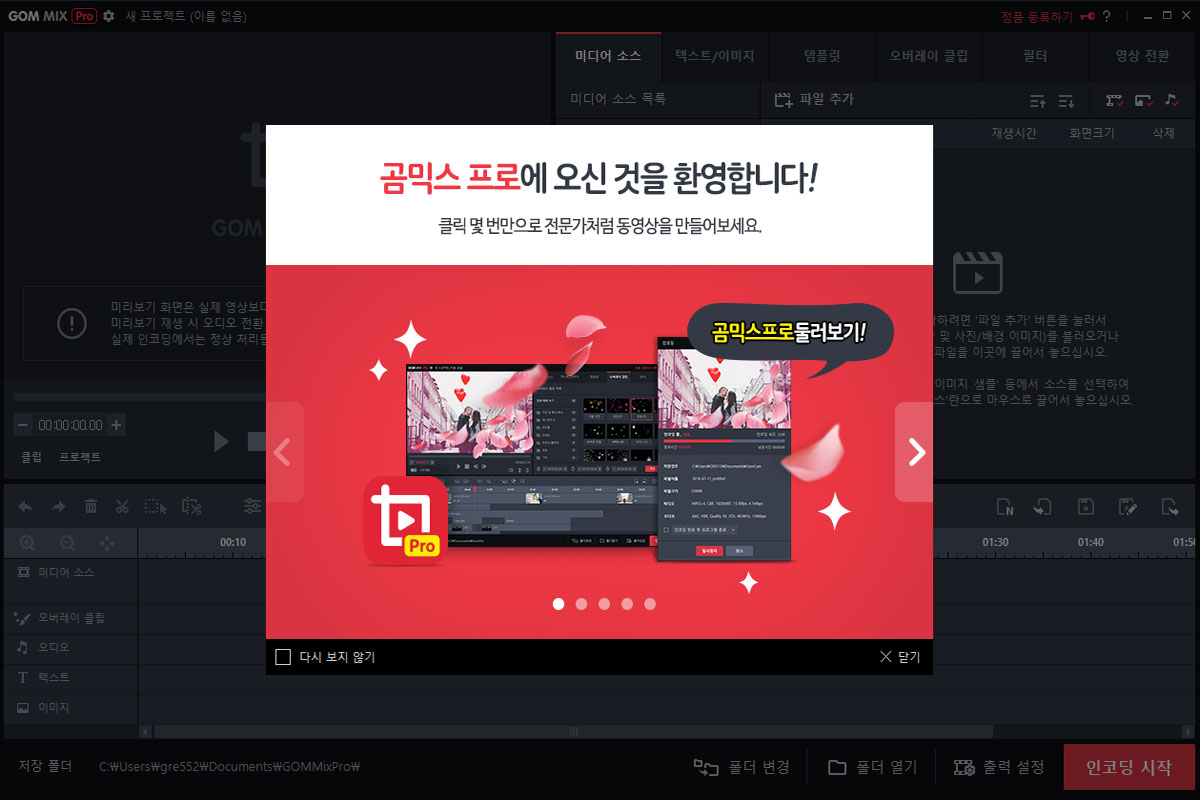 GOM MIX Pro 새 프로젝트 (이름 없음)
정품 등록하기
미디어 소스
텍스트/이미지
템플릿
오버레이 클립
필터
영상 전환
미디어 소스 목록
파일 추가
재생시간
화면크기
삭제
곰믹스 프로에 오신 것을 환영합니다!
클릭 몇 번만으로 전문가처럼 동영상을 만들어보세요.
GOM
미리보기 화면은 실제 영상보다
미리보기 재생 시 오디오 전환
실제 인코딩에서는 정상 처리됩
하려면 '파일 추가' 버튼을 눌러서
및 사진/배경 이미지)를 불러오거나
파일을 이곳에 끌어서 놓으십시오.
이미지 샘플' 등에서 소스를 선택하여
스'란으로 마우스로 끌어서 놓으십시오.
곰믹스프로둘러보기!
인코딩
Pro
00:00:00.00
클립
프로젝트
N
00:10
01:30
01:40
01:50
미디어 소스
오버레이 클립
오디오
T 텍스트
이미지
다시 보지 않기
닫기
저장 폴더
C:₩Users₩gre552₩Documents₩GOMMixPro₩
폴더 변경
폴더 열기
출력 설정
인코딩 시작